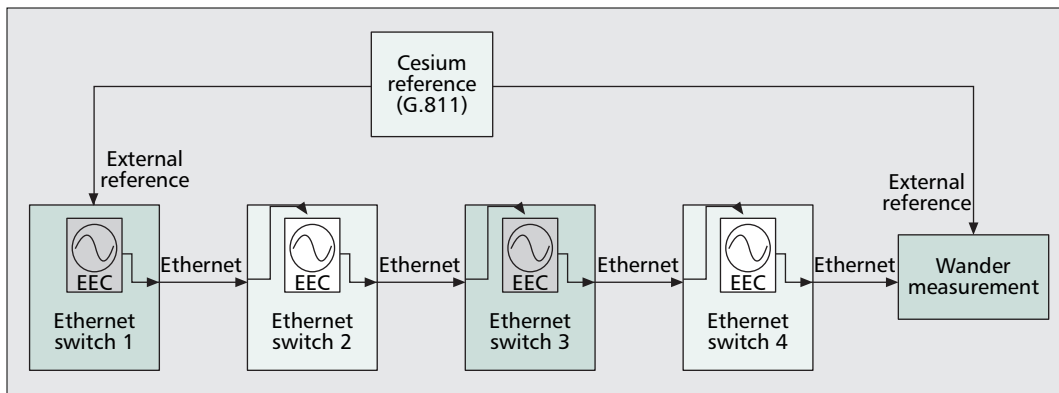 Cesium
reference
(G.811)
External
reference
External
reference
EEC
Ethernet
switch 1
Ethernet
EEC
Ethernet
switch 2
Ethernet
EEC
Ethernet
switch 3
Ethernet
EEC
Ethernet
switch 4
Ethernet
Wander
measurement